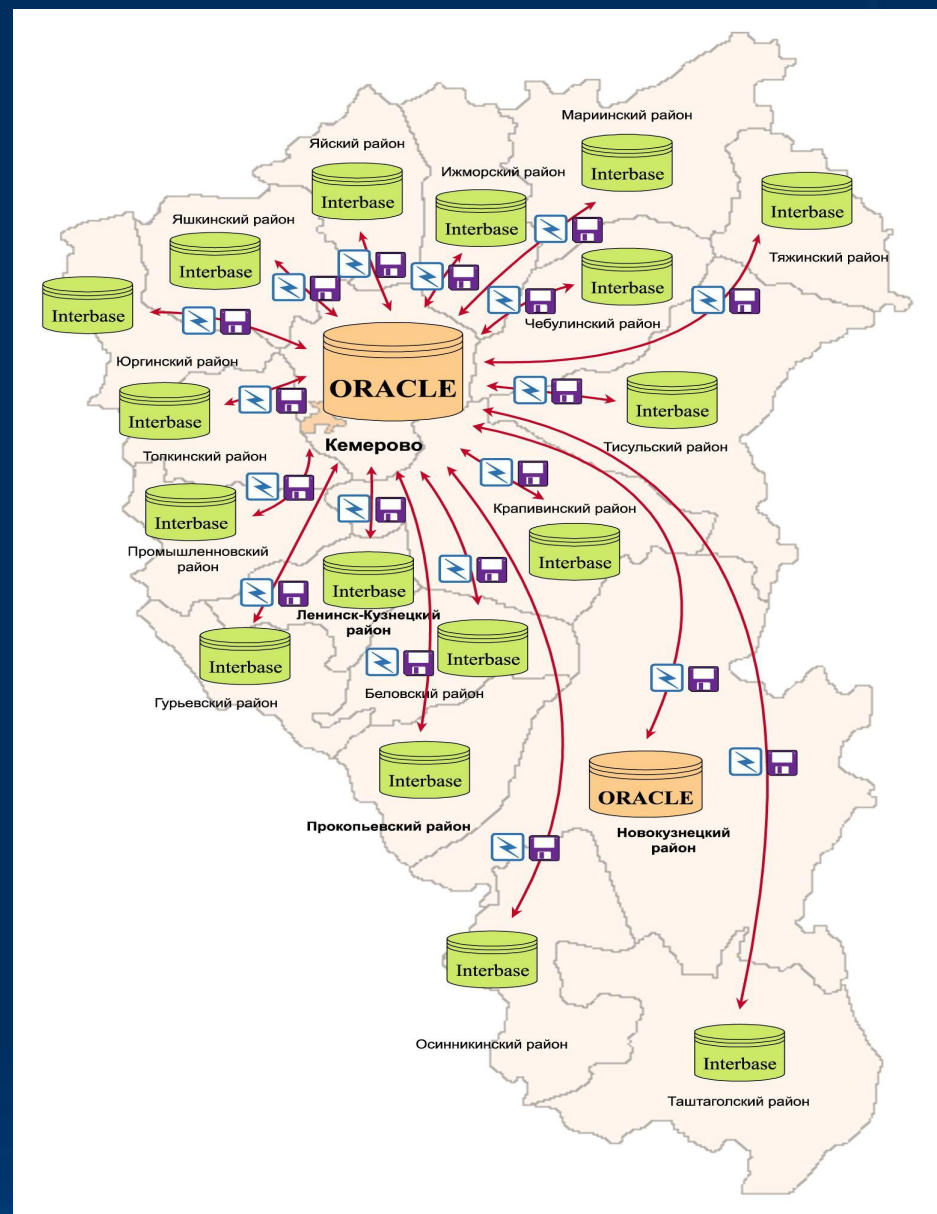 Мариинский район
Interbase
Яйский район
Interbase
Ижморский район
Interbase
Interbase
Тяжинский район
Яшкинский район
Interbase
Interbase
Чебулинский район
Interbase
Юргинский район
ORACLE
Кемерово
Interbase
Тисульский район
Interbase
Топкинский район
Крапивинский район
Interbase
Interbase
Промышленновский
район
Interbase
Ленинск-Кузнецкий
район
Interbase
Гурьевский район
Interbase
Беловский район
Interbase
Прокопьевский район
ORACLE
Новокузнецкий
район
Interbase
Осинникинский район
Interbase
Таштаголский район